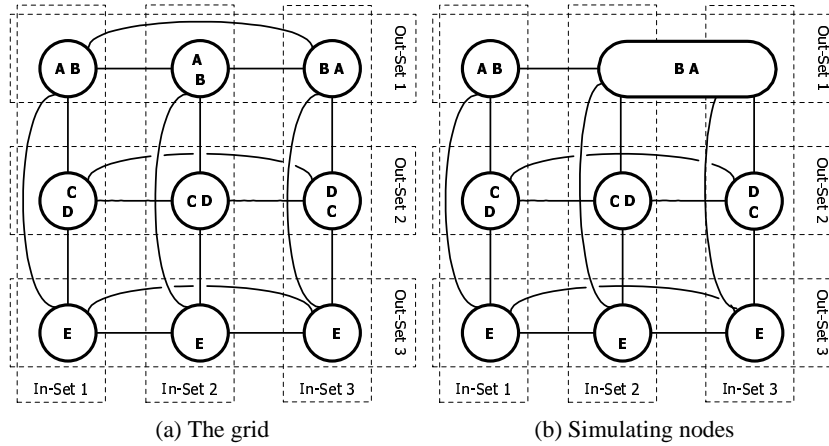 A B
A
B
B A
Out-Set 1
C
D
C D
D
C
Out-Set 2
E
E
E
Out-Set 3
In-Set 1
In-Set 2
In-Set 3
(a) The grid
A B
B A
Out-Set 1
C
D
C D
D
C
Out-Set 2
E
E
E
Out-Set 3
In-Set 1
In-Set 2
In-Set 3
(b) Simulating nodes